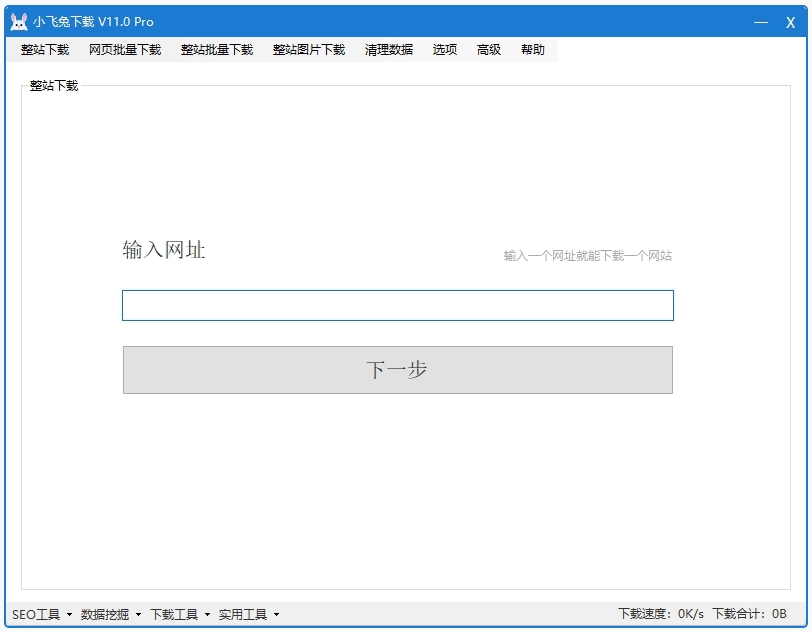 小飞兔下载 V11.0 Pro
整站下载 网页批量下载 整站批量下载 整站图片下载 清理数据 选项 高级 帮助
整站下载
输入网址
输入一个网址就能下载一个网站
下一步
SEO工具 数据挖掘 下载工具 实用工具 下载速度：0K/s 下载合计：0B